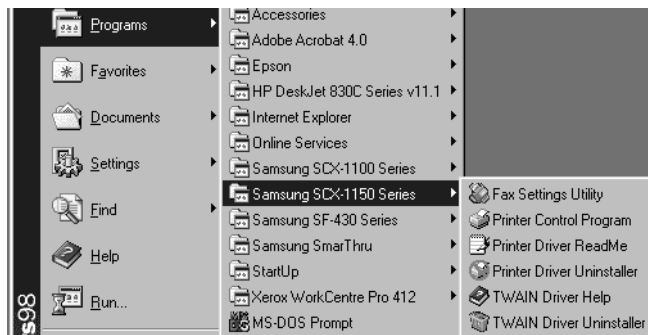 Programs
Favorites
Documents
Settings
Find
Help
Run...
s98
Accessories
Adobe Acrobat 4.0
Epson
HP DeskJet 830C Series v11.1
Internet Explorer
Online Services
Samsung SCX-1100 Series
Samsung SCX-1150 Series
Samsung SF-430 Series
Samsung SmarThru
StartUp
Xerox WorkCentre Pro 412
MS-DOS Prompt
Fax Settings Utility
Printer Control Program
Printer Driver ReadMe
Printer Driver Uninstaller
TWAIN Driver Help
TWAIN Driver Uninstaller